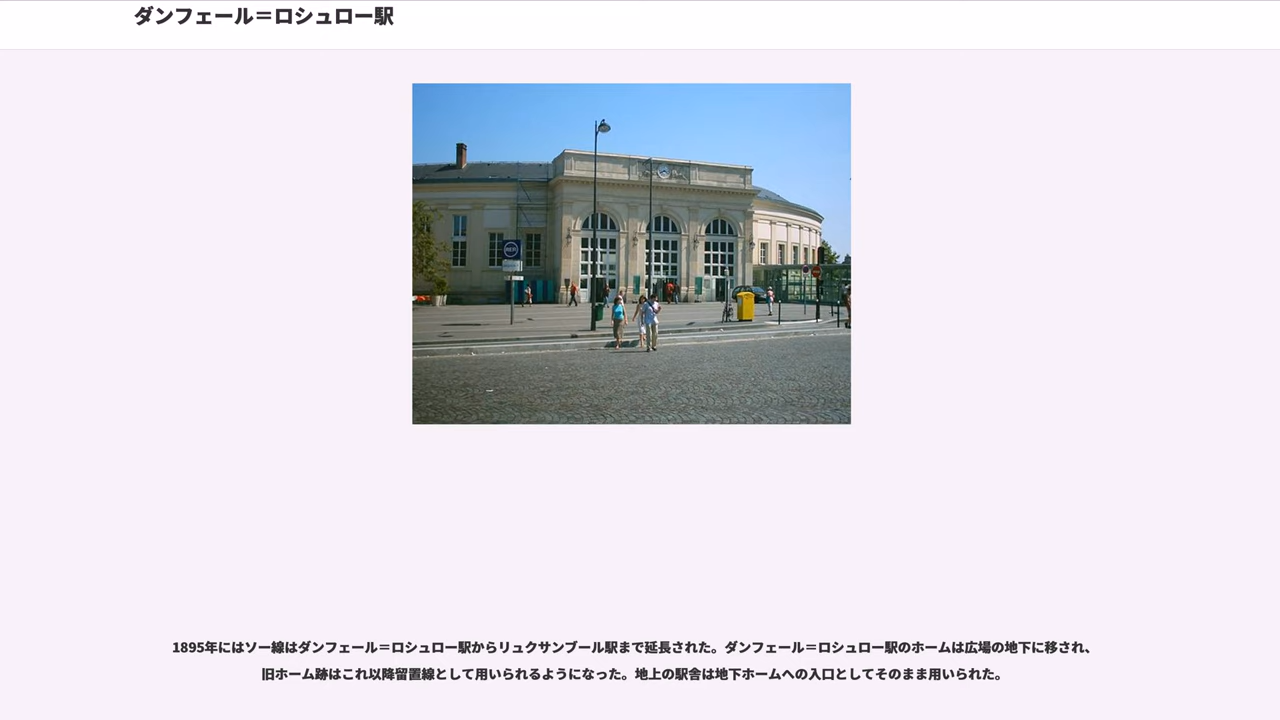 ダンフェール＝ロシュロー駅
RER
1895年にはソー線はダンフェール＝ロシュロー駅からリュクサンブール駅まで延長された。ダンフェール＝ロシュロー駅のホームは広場の地下に移され、
旧ホーム跡はこれ以降留置線として用いられるようになった。地上の駅舎は地下ホームへの入口としてそのまま用いられた。